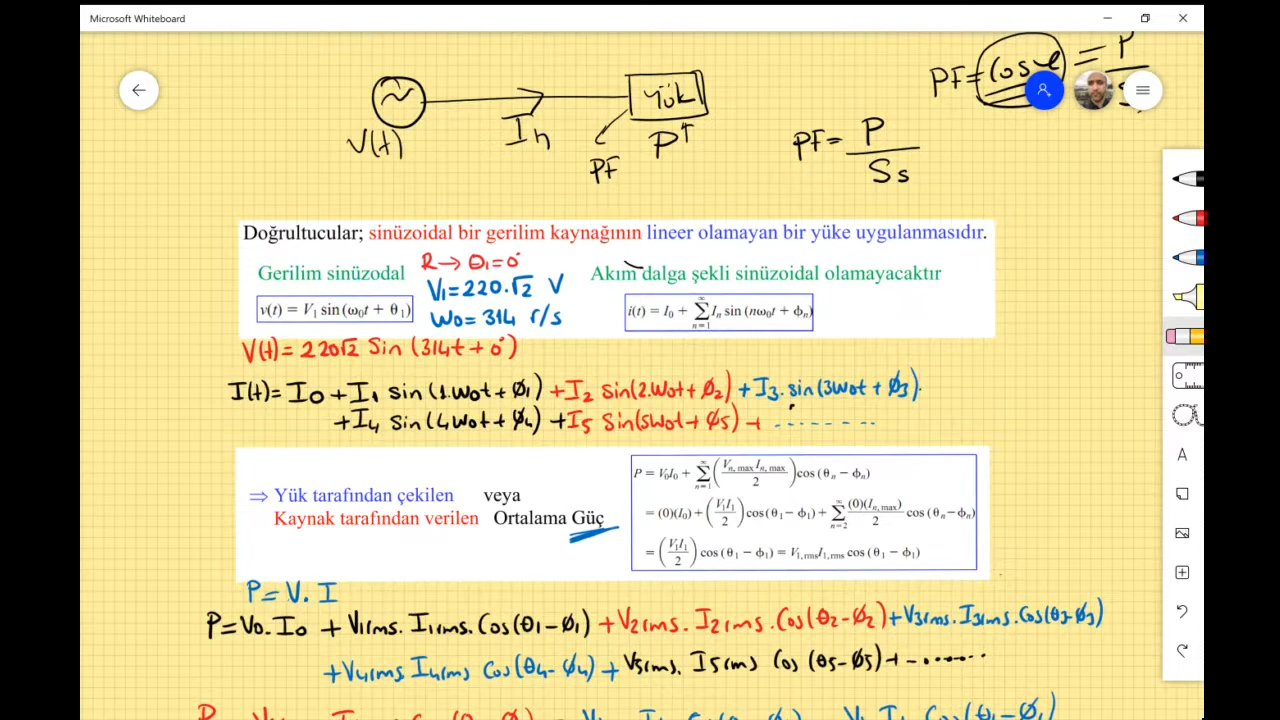 Microsoft Whiteboard
PF = Cos φ = P
V(t)
In
Yük
P↑
PF
PF = P / Ss
Doğrultucular; sinüzoidal bir gerilim kaynağının lineer olamayan bir yüke uygulanmasıdır.
Gerilim sinüzodal
R → θ1 = 0°
Akım dalga şekli sinüzoidal olamayacaktır
V1 = 220.√2 V
v(t) = V1 sin(ω0t + θ1)
W0 = 314 r/s
i(t) = I0 + ∑_{n=1}^{∞} In sin (nω0t + ϕn)
V(t) = 220√2 Sin (314t + 0°)
I(t) = I0 + I1 sin(1.W0t + Ø1) + I2 sin(2.W0t + Ø2) + I3.sin(3W0t + Ø3)
+ I4 sin(4W0t + Ø4) + I5 Sin(5W0t + Ø5) + ........
P = V0I0 + ∑_{n=1}^{∞} (Vn, max In, max / 2) cos (θn − ϕn)
⇒ Yük tarafından çekilen veya
Kaynak tarafından verilen Ortalama Güç
= (0)(I0) + (V1I1 / 2) cos (θ1 − ϕ1) + ∑_{n=2}^{∞} (0)(In, max) / 2 cos (θn − ϕn)
= (V1I1 / 2) cos (θ1 − ϕ1) = V1,rms I1,rms cos (θ1 − ϕ1)
P = V. I
P = V0. I0 + V1rms. I1rms. Cos(θ1 − Ø1) + V2rms. I2rms. Cos(θ2 − Ø2) + V3rms. I3rms. Cos(θ3 − Ø3)
+ V4rms I4rms Cos(θ4 − Ø4) + V5rms. I5rms Cos (θ5 − Ø5) + ........